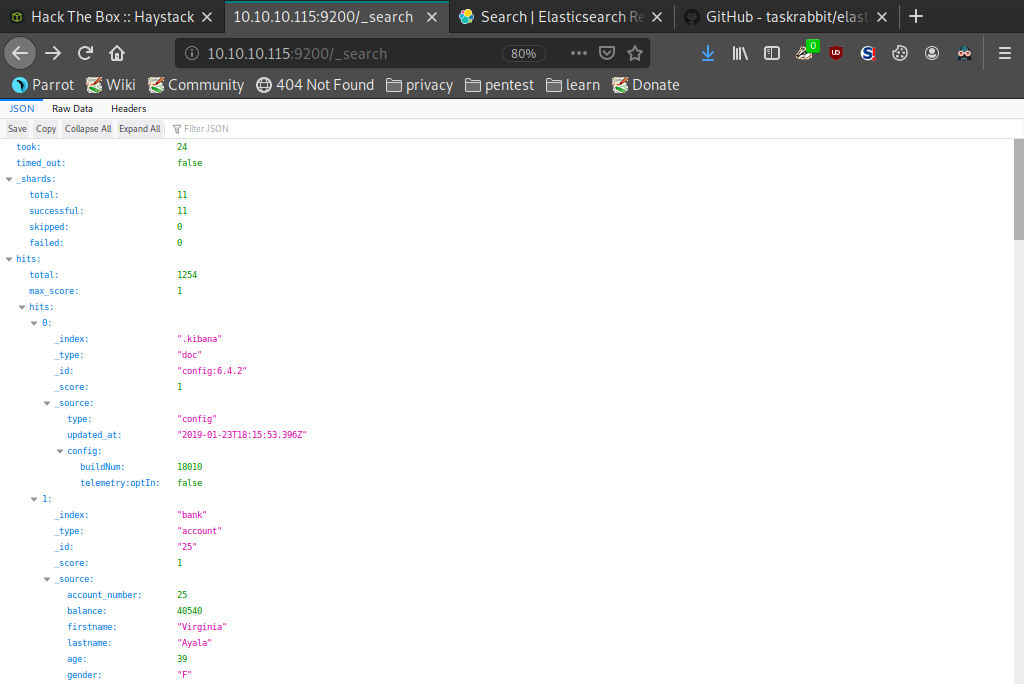 Hack The Box :: Haystack
10.10.10.115:9200/_search
Search | Elasticsearch Re
GitHub - taskrabbit/elast
10.10.10.115:9200/_search
80%
0
Parrot
Wiki
Community
404 Not Found
privacy
pentest
learn
Donate
JSON Raw Data Headers
Save Copy Collapse All Expand All Filter JSON
took: 24
timed_out: false
_shards:
total: 11
successful: 11
skipped: 0
failed: 0
hits:
total: 1254
max_score: 1
hits:
0:
_index: ".kibana"
_type: "doc"
_id: "config:6.4.2"
_score: 1
_source:
type: "config"
updated_at: "2019-01-23T18:15:53.396Z"
config:
buildNum: 18010
telemetry:optIn: false
1:
_index: "bank"
_type: "account"
_id: "25"
_score: 1
_source:
account_number: 25
balance: 40540
firstname: "Virginia"
lastname: "Ayala"
age: 39
gender: "F"